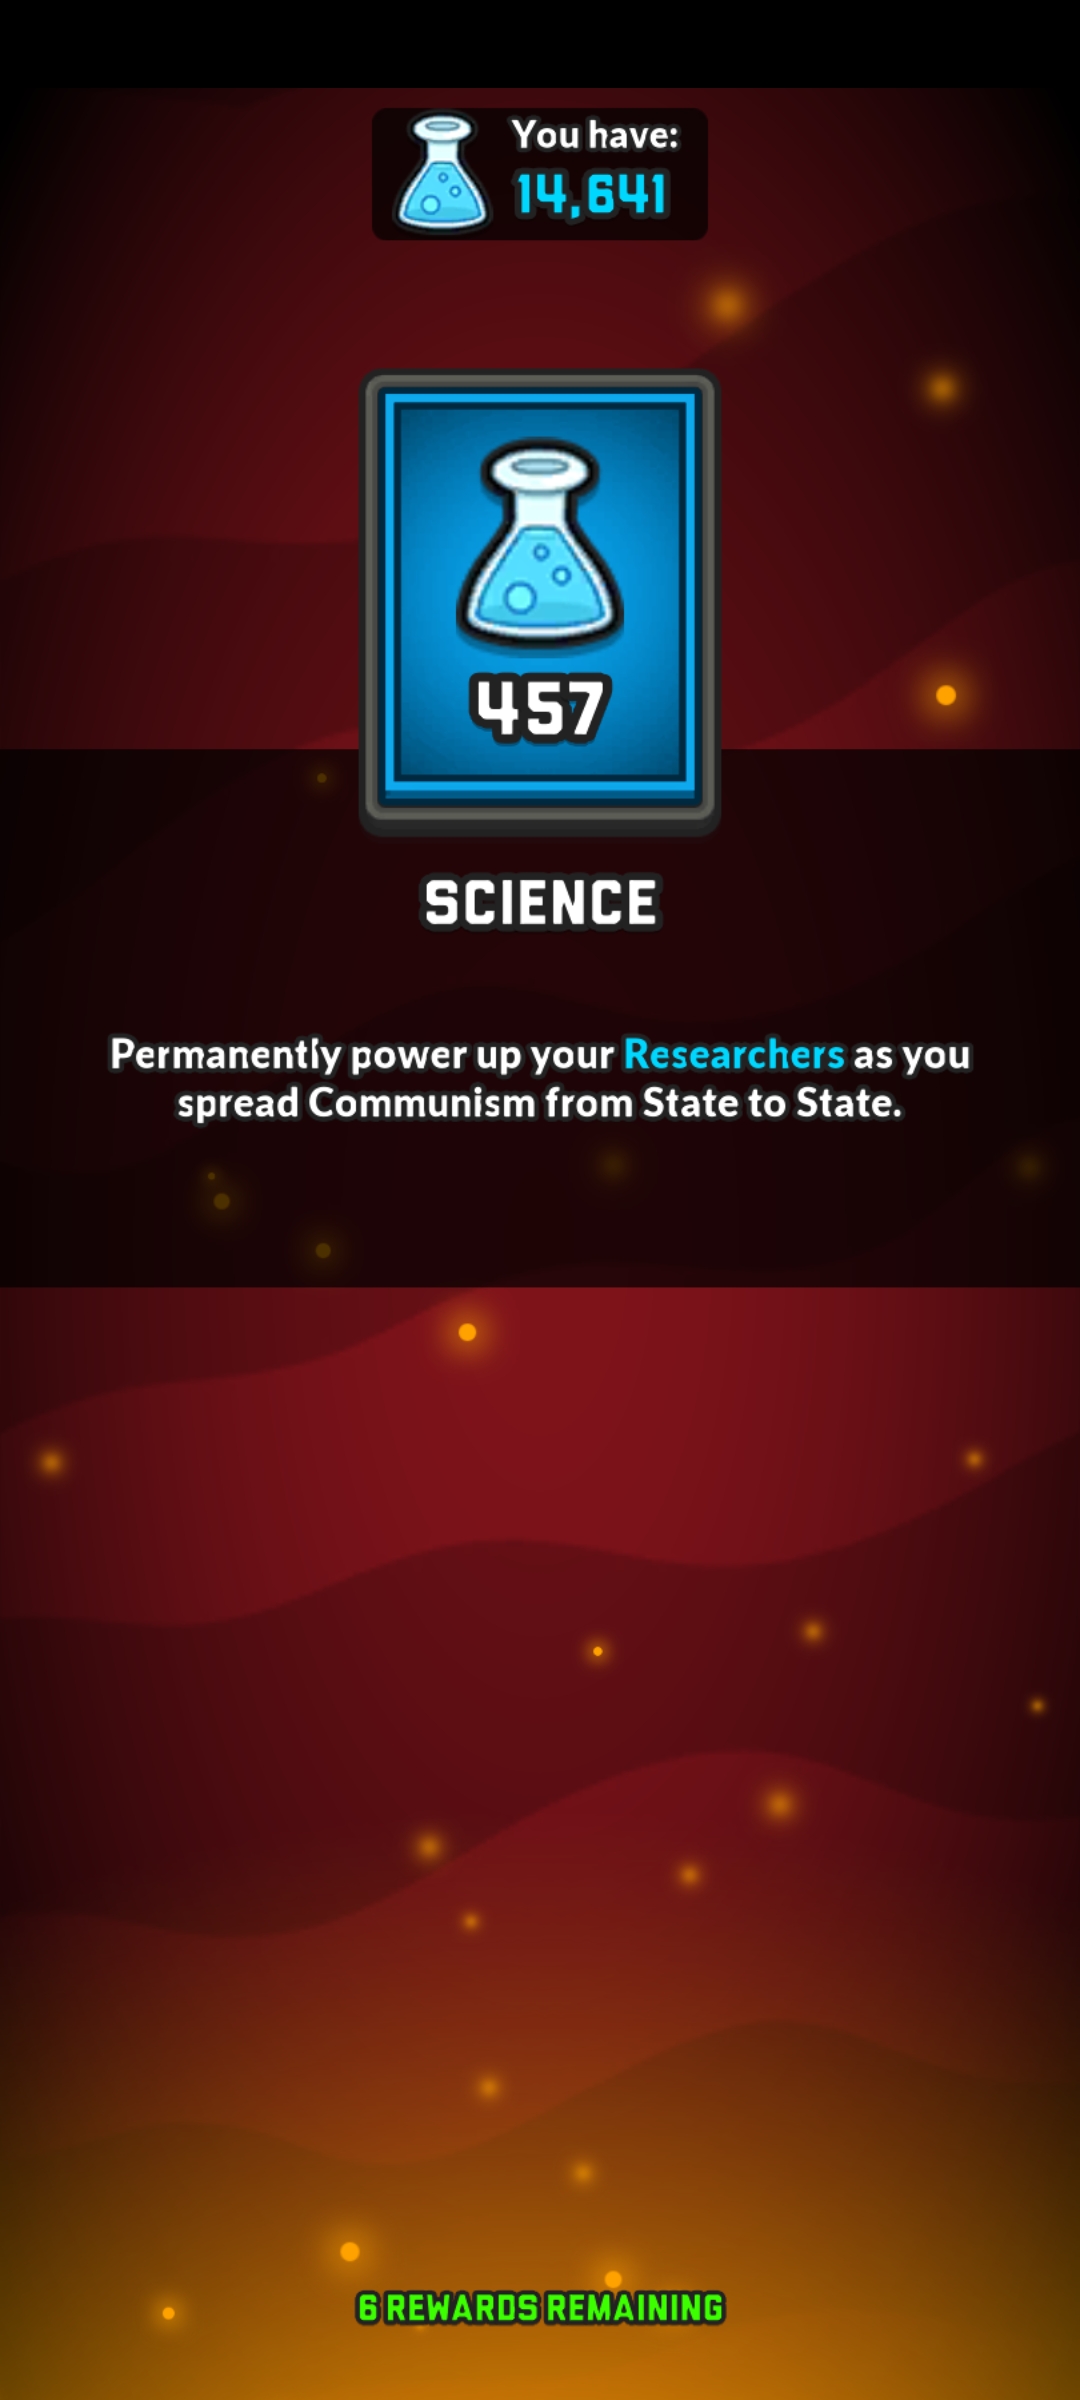 You have:
14,641
457
SCIENCE
Permanently power up your Researchers as you
spread Communism from State to State.
6 REWARDS REMAINING